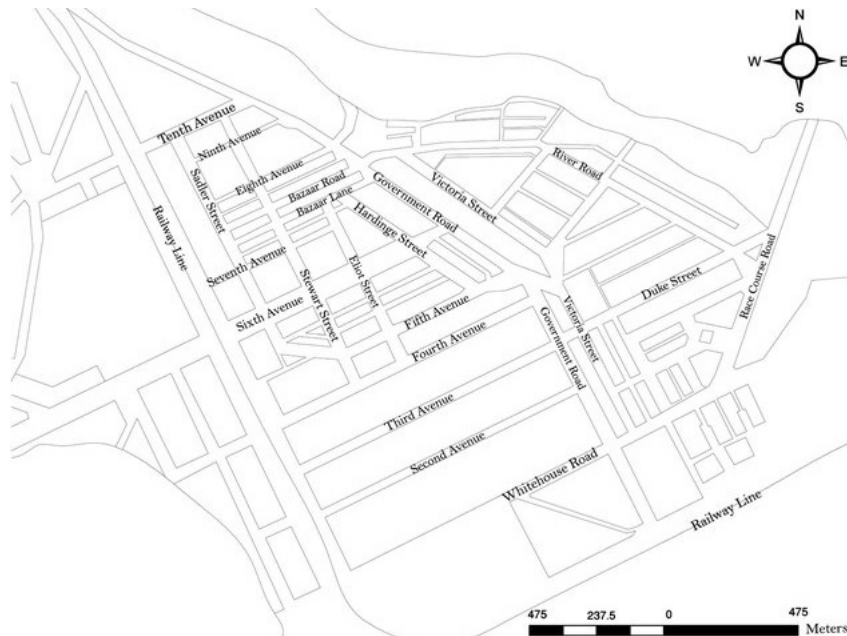 N
W E
S
Tenth Avenue
Ninth Avenue
River Road
Eighth Avenue
Sadler Street
Bazaar Road
Bazaar Lane
Government Road
Victoria Street
Hardinge Street
Railway Line
Seventh Avenue
Eliot Street
Stewart Street
Duke Street
Race Course Road
Sixth Avenue
Fifth Avenue
Fourth Avenue
Government Road
Victoria Street
Third Avenue
Second Avenue
Whitehouse Road
Railway Line
475 237.5 0 475
Meters